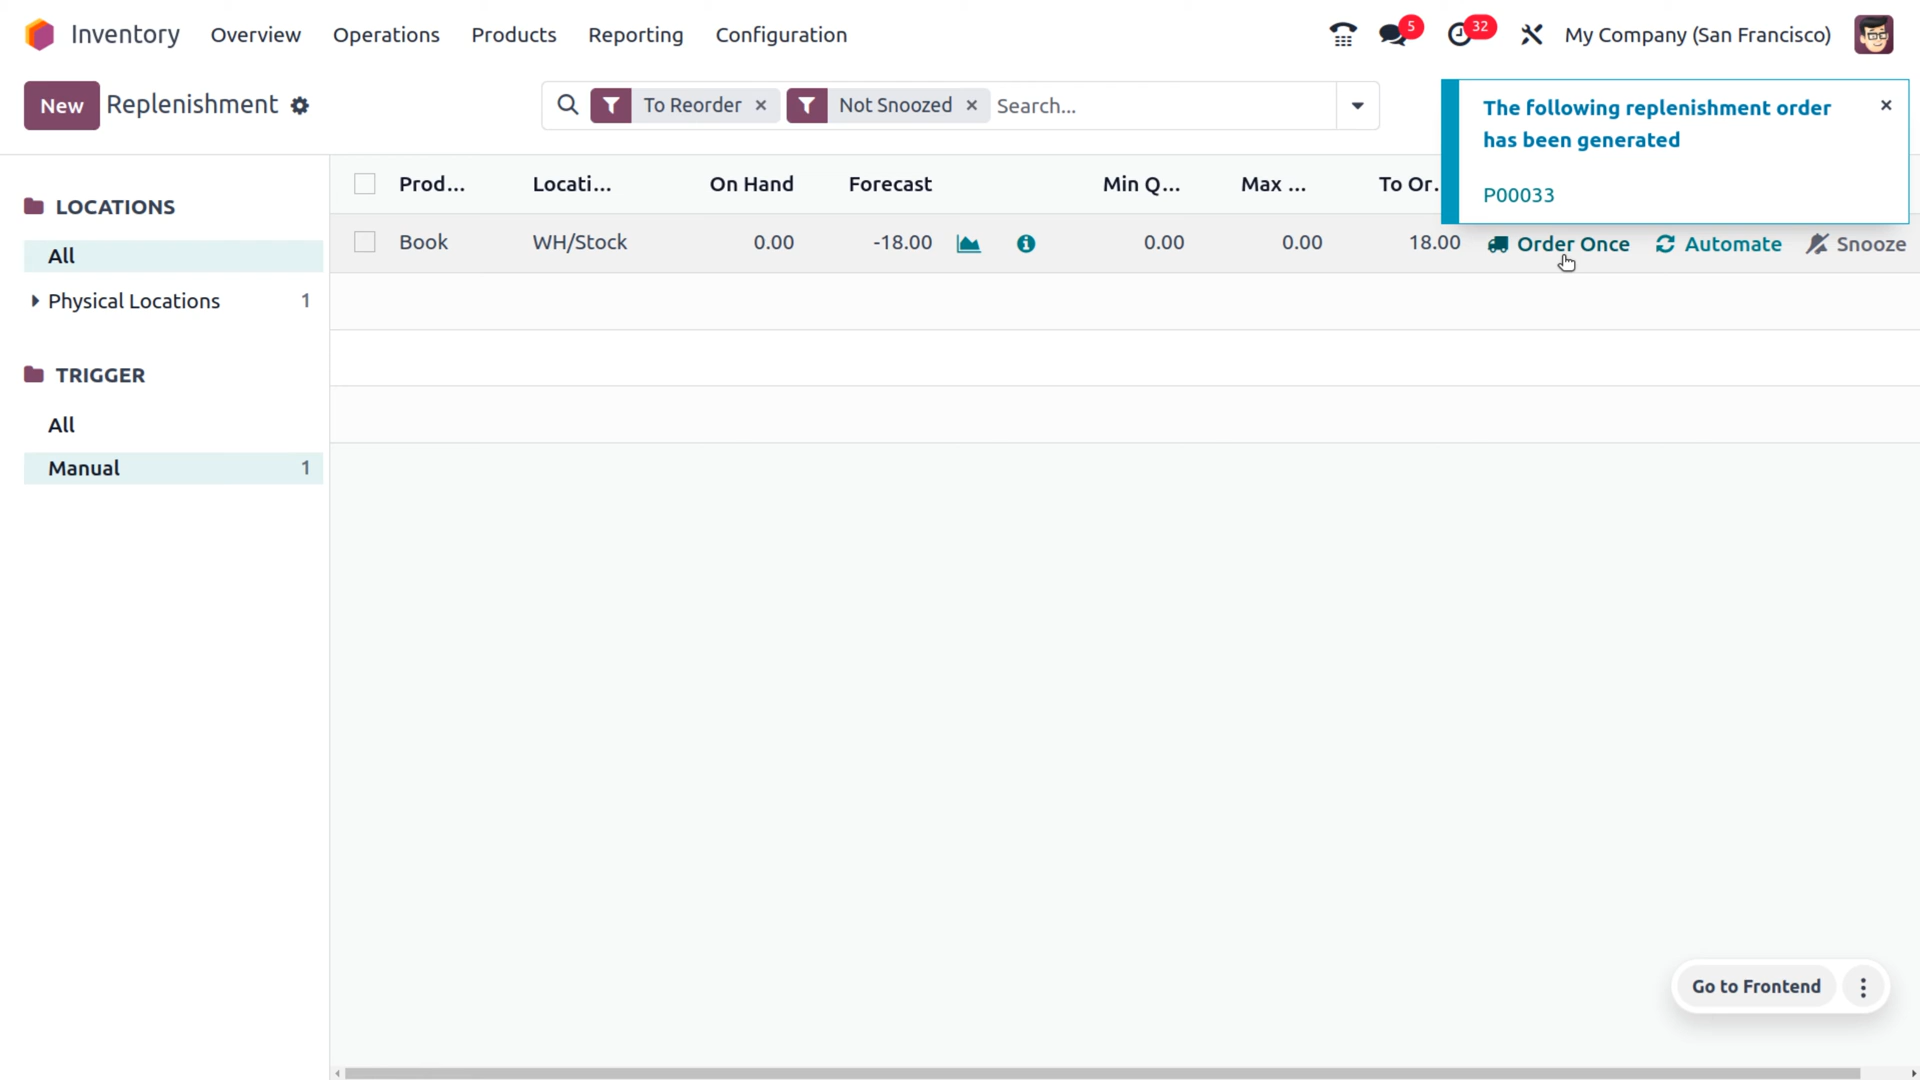 Inventory Overview Operations Products Reporting Configuration 5 32 My Company (San Francisco)
New Replenishment To Reorder × Not Snoozed × Search...
The following replenishment order ×
has been generated
P00033
LOCATIONS
All
Physical Locations 1
TRIGGER
All
Manual 1
Prod... Locati... On Hand Forecast Min Q... Max ... To Or.
Book WH/Stock 0.00 -18.00 0.00 0.00 18.00 Order Once Automate Snooze
Go to Frontend